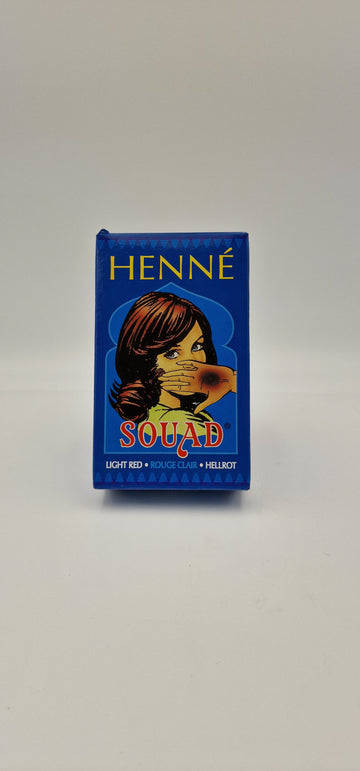 HENNÉ
SOUAD®
LIGHT RED • ROUGE CLAIR • HELLROT